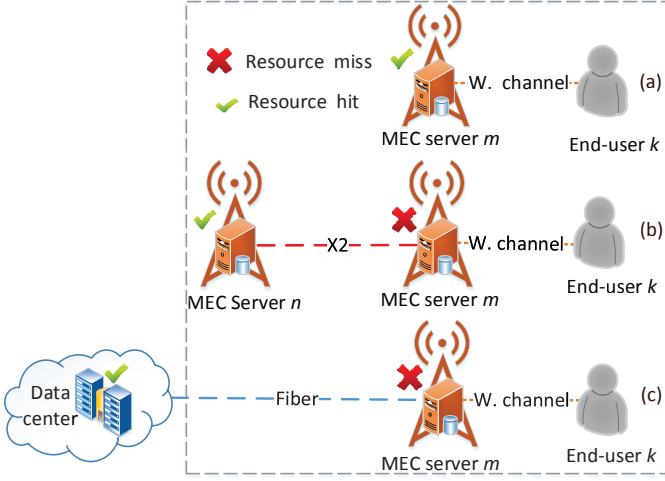 Resource miss
Resource hit
W. channel
(a)
MEC server m
End-user k
X2
W. channel
(b)
MEC Server n
MEC server m
End-user k
Data
center
Fiber
W. channel
(c)
MEC server m
End-user k